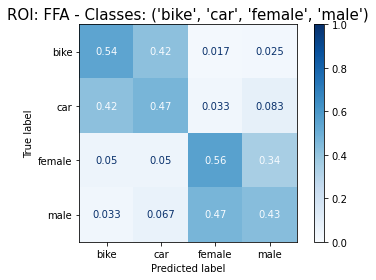 ROI: FFA - Classes: ('bike', 'car', 'female', 'male')
True label
bike 0.54 0.42 0.017 0.025
car 0.42 0.47 0.033 0.083
female 0.05 0.05 0.56 0.34
male 0.033 0.067 0.47 0.43
bike car female male
Predicted label
1.0
0.8
0.6
0.4
0.2
0.0